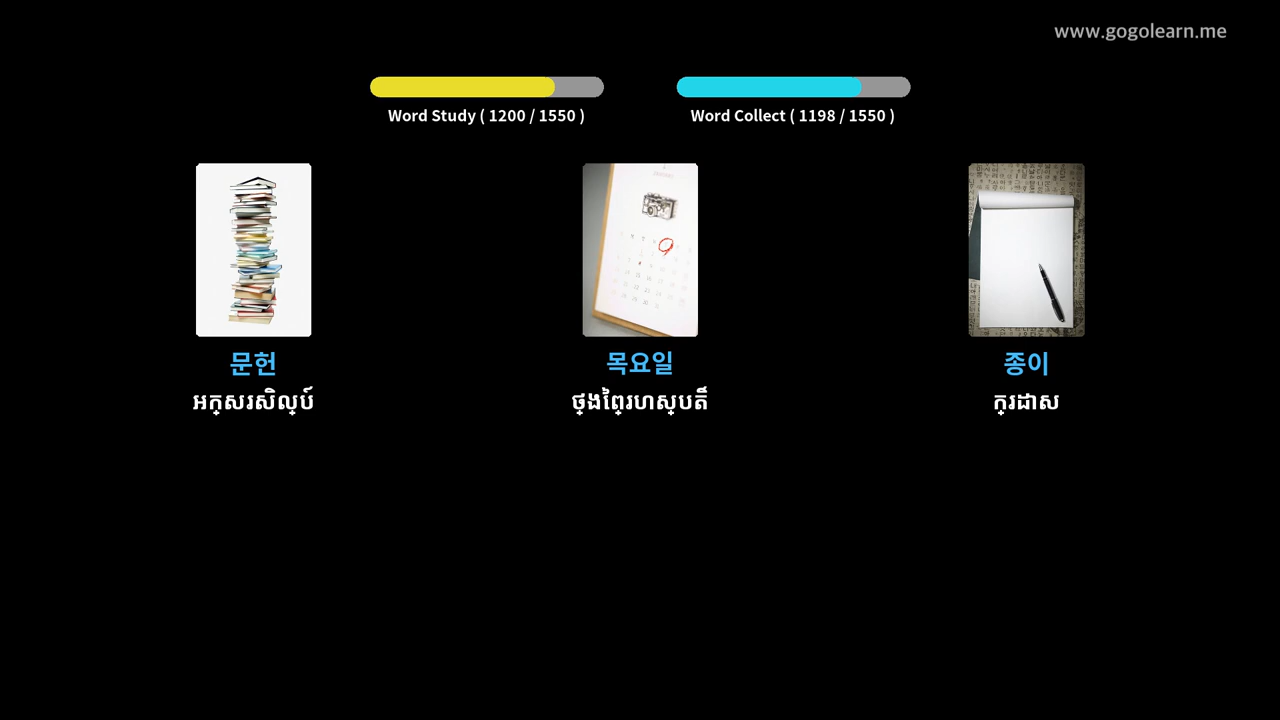 www.gogolearn.me
Word Study ( 1200 / 1550 )
Word Collect ( 1198 / 1550 )
문헌
목요일
종이
អក្សរសិល្ប៍
ថ្ងៃព្រហស្បតិ៍
ក្រដាស